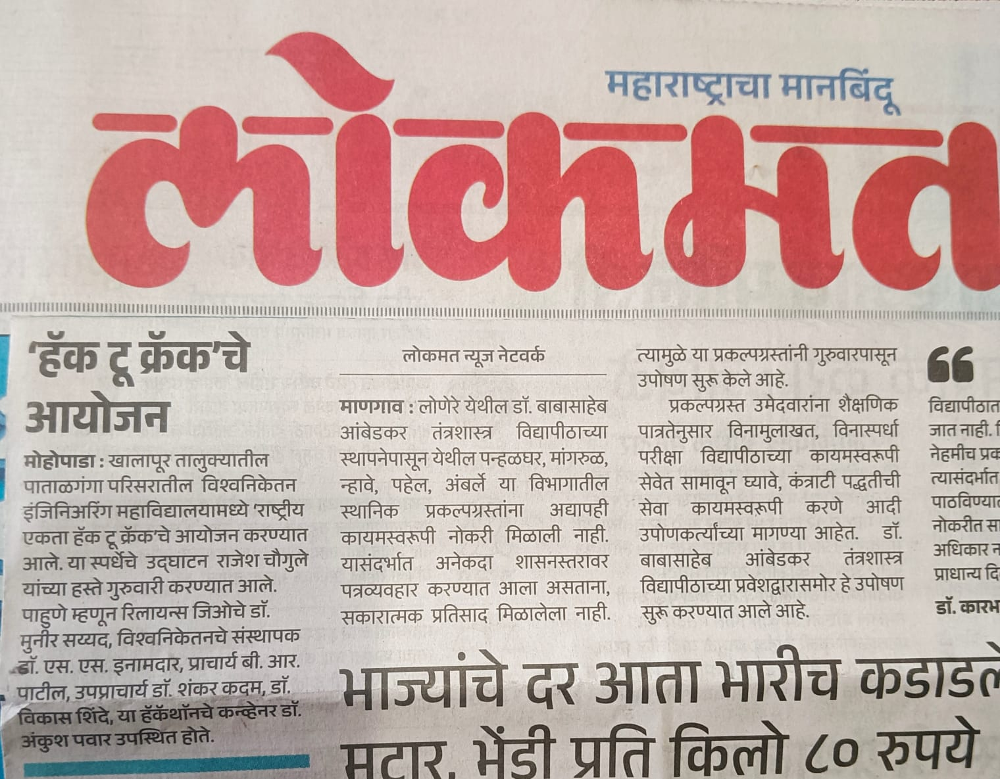 महाराष्ट्राचा मानबिंदू
लोकमत
‘हॅक टू क्रॅक’चे
आयोजन
मोहोपाडा : खालापूर तालुक्यातील
पाताळगंगा परिसरातील विश्वनिकेतन
इंजिनिअरिंग महाविद्यालयामध्ये ‘राष्ट्रीय
एकता हॅक टू क्रॅक’चे आयोजन करण्यात
आले. या स्पर्धेचे उद्‌घाटन राजेश चौगुले
यांच्या हस्ते गुरुवारी करण्यात आले.
पाहुणे म्हणून रिलायन्स जिओचे डॉ.
मुनीर सय्यद, विश्वनिकेतनचे संस्थापक
डॉ. एस. एस. इनामदार, प्राचार्य बी. आर.
पाटील, उपप्राचार्य डॉ. शंकर कदम, डॉ.
विकास शिंदे, या हॅकॅथॉनचे कन्व्हेनर डॉ.
अंकुश पवार उपस्थित होते.
लोकमत न्यूज नेटवर्क
माणगाव : लोणेरे येथील डॉ. बाबासाहेब
आंबेडकर तंत्रशास्त्र विद्यापीठाच्या
स्थापनेपासून येथील पन्हळघर, मांगरुळ,
न्हावे, पहेल, अंबर्ले या विभागातील
स्थानिक प्रकल्पग्रस्तांना अद्यापही
कायमस्वरूपी नोकरी मिळाली नाही.
यासंदर्भात अनेकदा शासनस्तरावर
पत्रव्यवहार करण्यात आला असताना,
सकारात्मक प्रतिसाद मिळालेला नाही.
त्यामुळे या प्रकल्पग्रस्तांनी गुरुवारपासून
उपोषण सुरू केले आहे.
प्रकल्पग्रस्त उमेदवारांना शैक्षणिक
पात्रतेनुसार विनामुलाखत, विनास्पर्धा
परीक्षा विद्यापीठाच्या कायमस्वरूपी
सेवेत सामावून घ्यावे, कंत्राटी पद्धतीची
सेवा कायमस्वरूपी करणे आदी
उपोणकर्त्यांच्या मागण्या आहेत. डॉ.
बाबासाहेब आंबेडकर तंत्रशास्त्र
विद्यापीठाच्या प्रवेशद्वारासमोर हे उपोषण
सुरू करण्यात आले आहे.
“
विद्यापीठात
जात नाही.
नेहमीच
त्यासंदर्भात
नोकरीत
अधिकार
प्राधान्य
डॉ.
भाज्यांचे दर आता भारीच
मटार, भेंडी प्रति किलो ८० रुपये